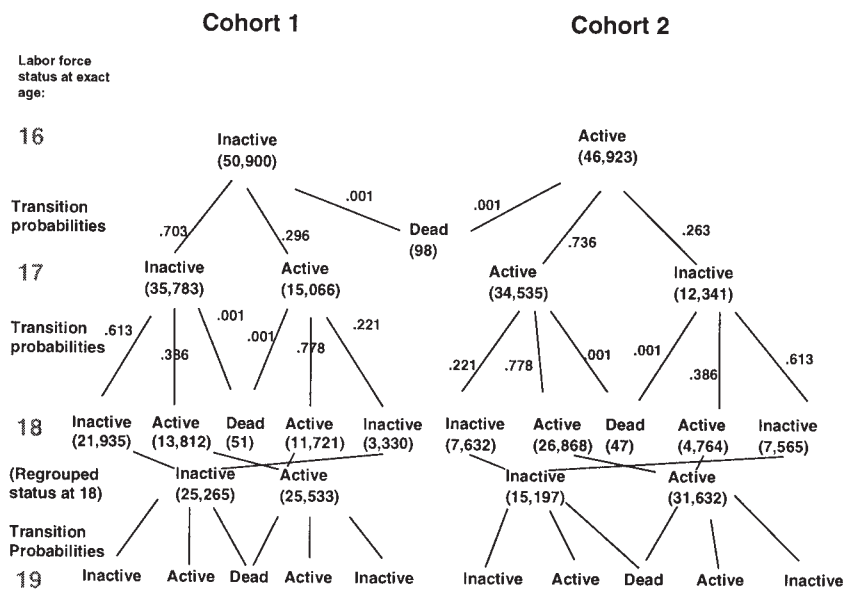 Cohort 1 Cohort 2
Labor force
status at exact
age:
16
Inactive
(50,900)
Active
(46,923)
Transition
probabilities
.703 .296 .001
Dead
(98)
.001 .736 .263
17
Inactive
(35,783)
Active
(15,066)
Active
(34,535)
Inactive
(12,341)
Transition
probabilities
.613 .386 .001 .001 .778 .221
.221 .778 .001 .001 .386 .613
18
Inactive Active Dead Active Inactive Inactive Active Dead Active Inactive
(21,935) (13,812) (51) (11,721) (3,330) (7,632) (26,868) (47) (4,764) (7,565)
(Regrouped
status at 18)
Inactive
(25,265)
Active
(25,533)
Inactive
(15,197)
Active
(31,632)
Transition
Probabilities
19
Inactive Active Dead Active Inactive Inactive Active Dead Active Inactive